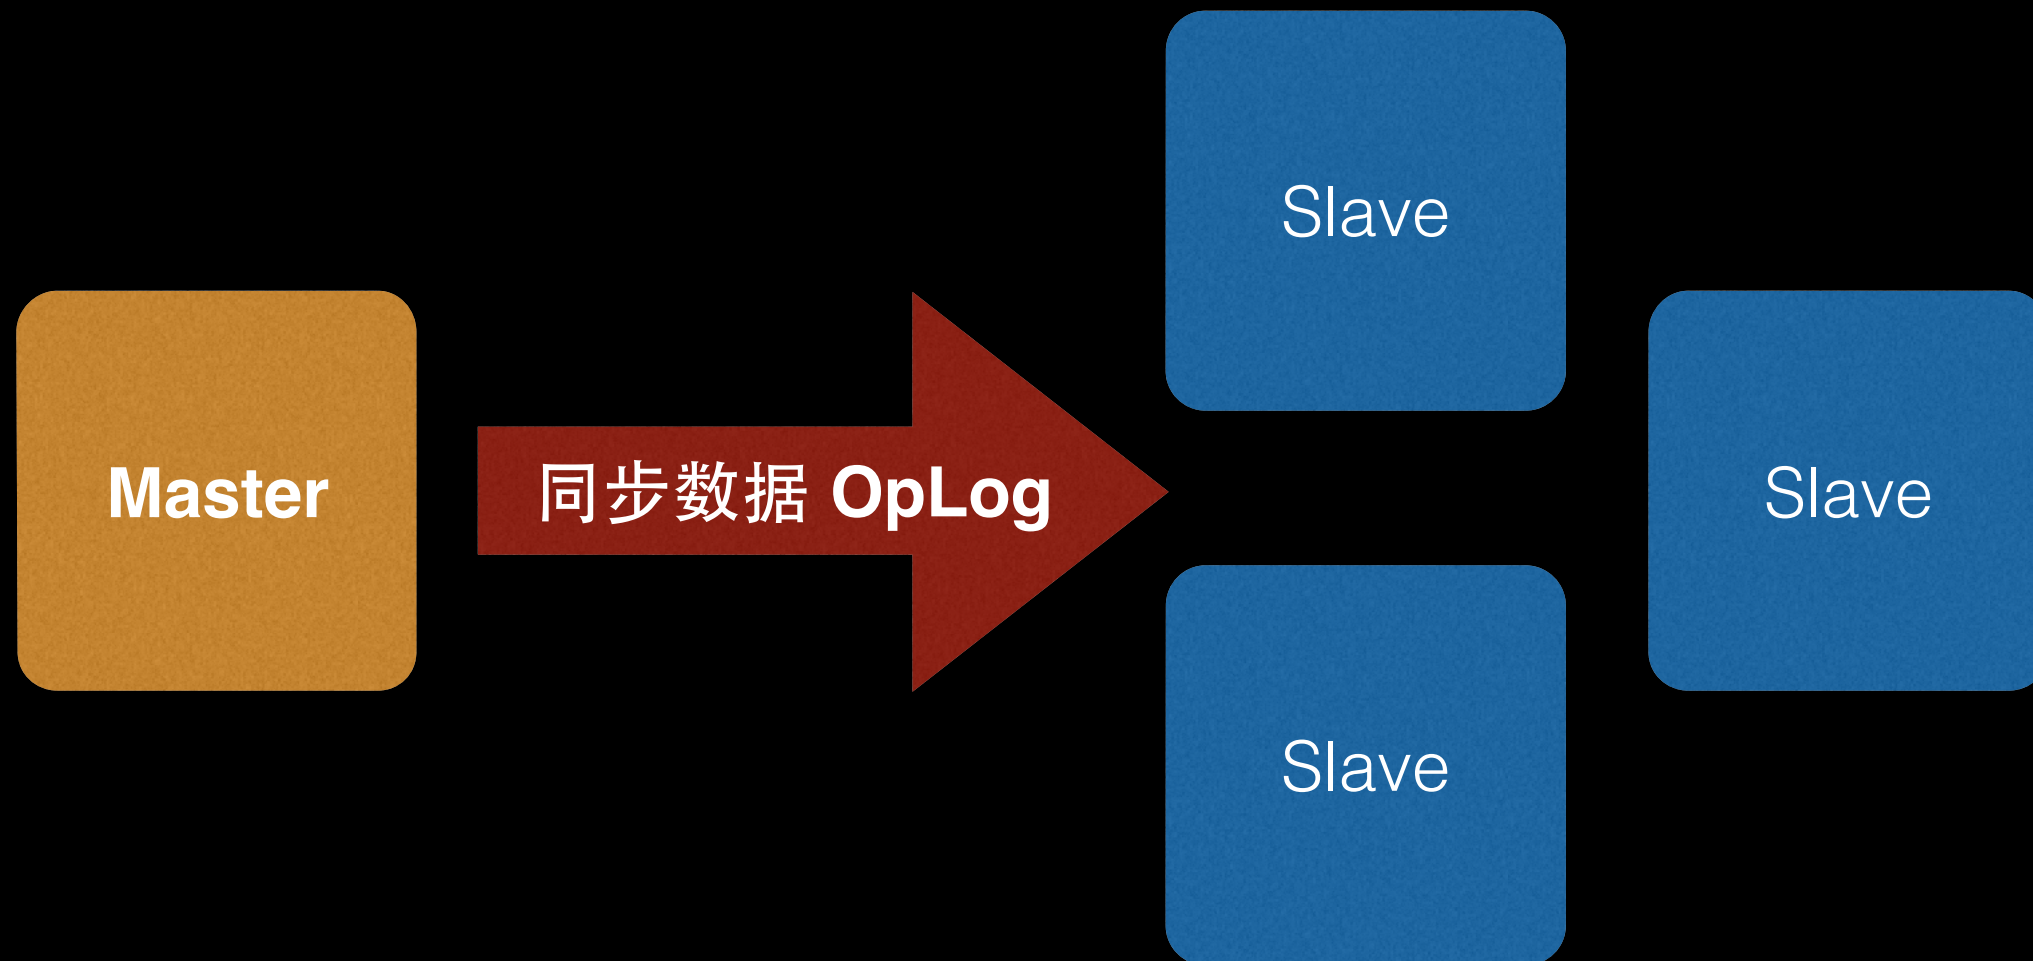 Slave
Master
同步数据 OpLog
Slave
Slave